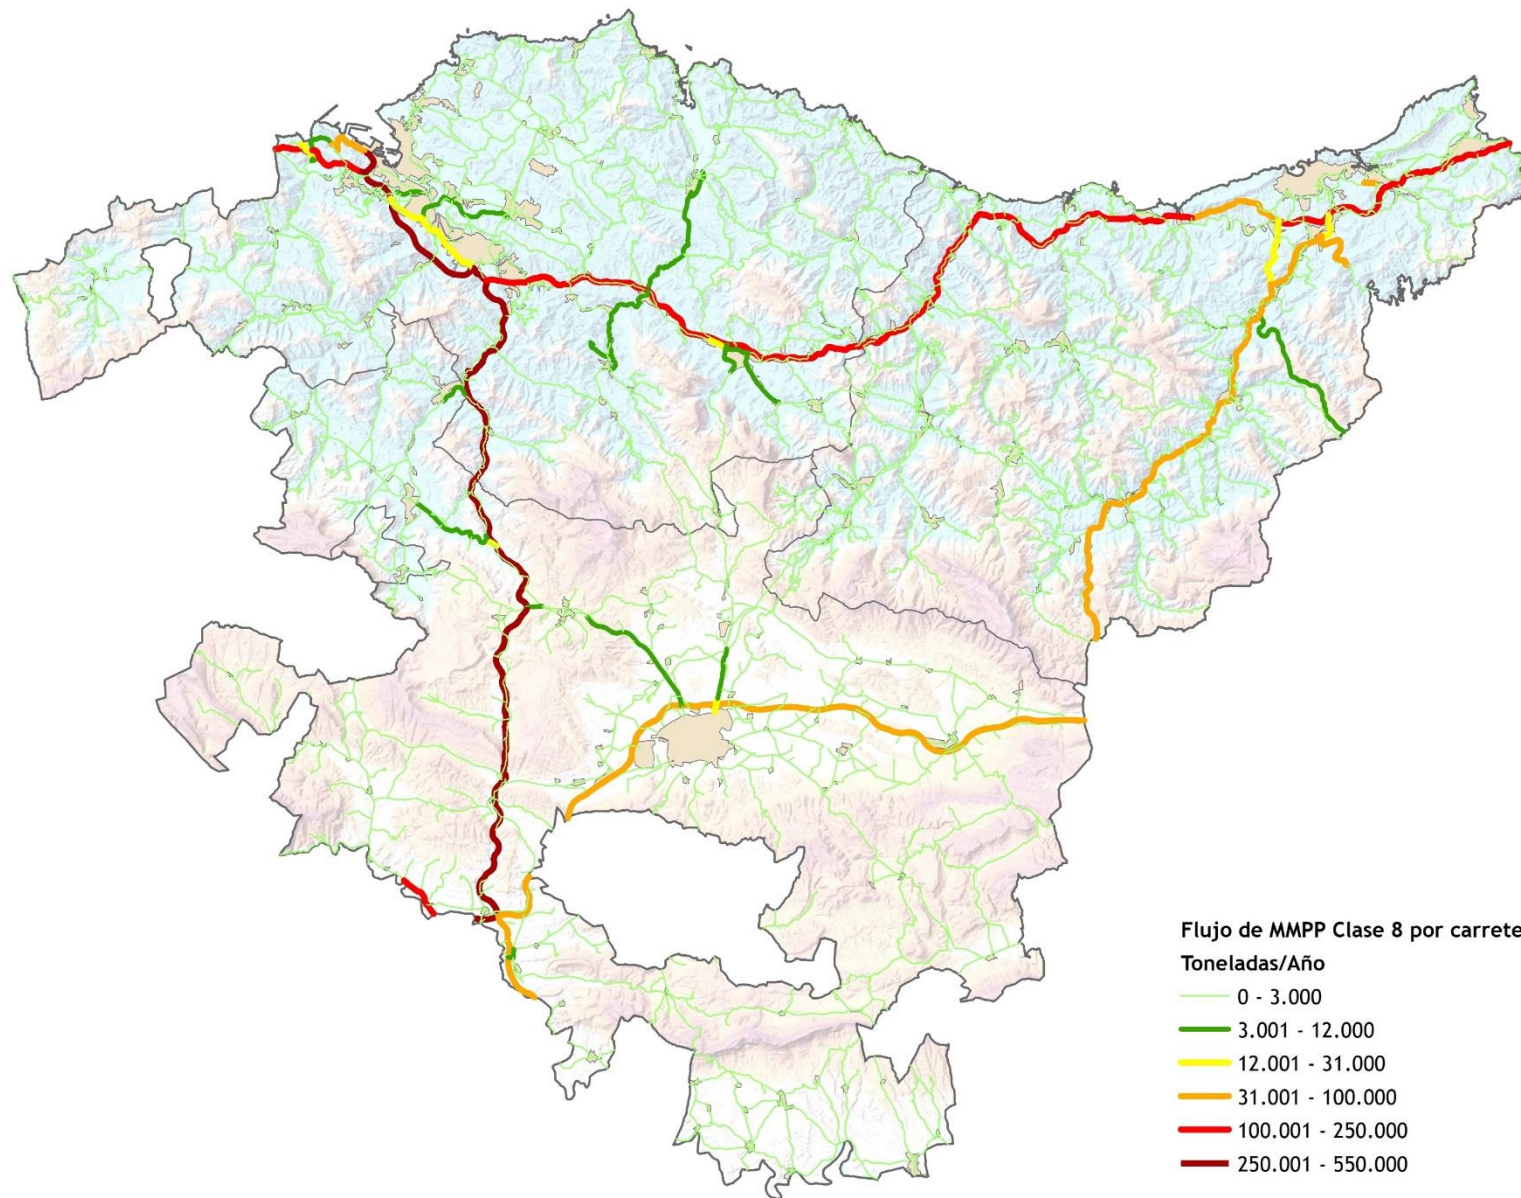 Flujo de MMPP Clase 8 por carrete
Toneladas/Año
0 - 3.000
3.001 - 12.000
12.001 - 31.000
31.001 - 100.000
100.001 - 250.000
250.001 - 550.000